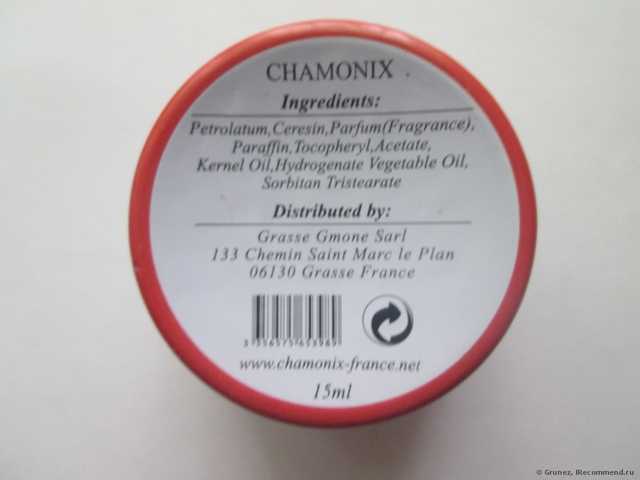 CHAMONIX
Ingredients:
Petrolatum,Ceresin,Parfum(Fragrance),
Paraffin,Tocopheryl,Acetate,
Kernel Oil,Hydrogenate Vegetable Oil,
Sorbitan Tristearate
Distributed by:
Grasse Gmone Sarl
133 Chemin Saint Marc le Plan
06130 Grasse France
www.chamonix-france.net
15ml
© Grunez, IRecommend.ru